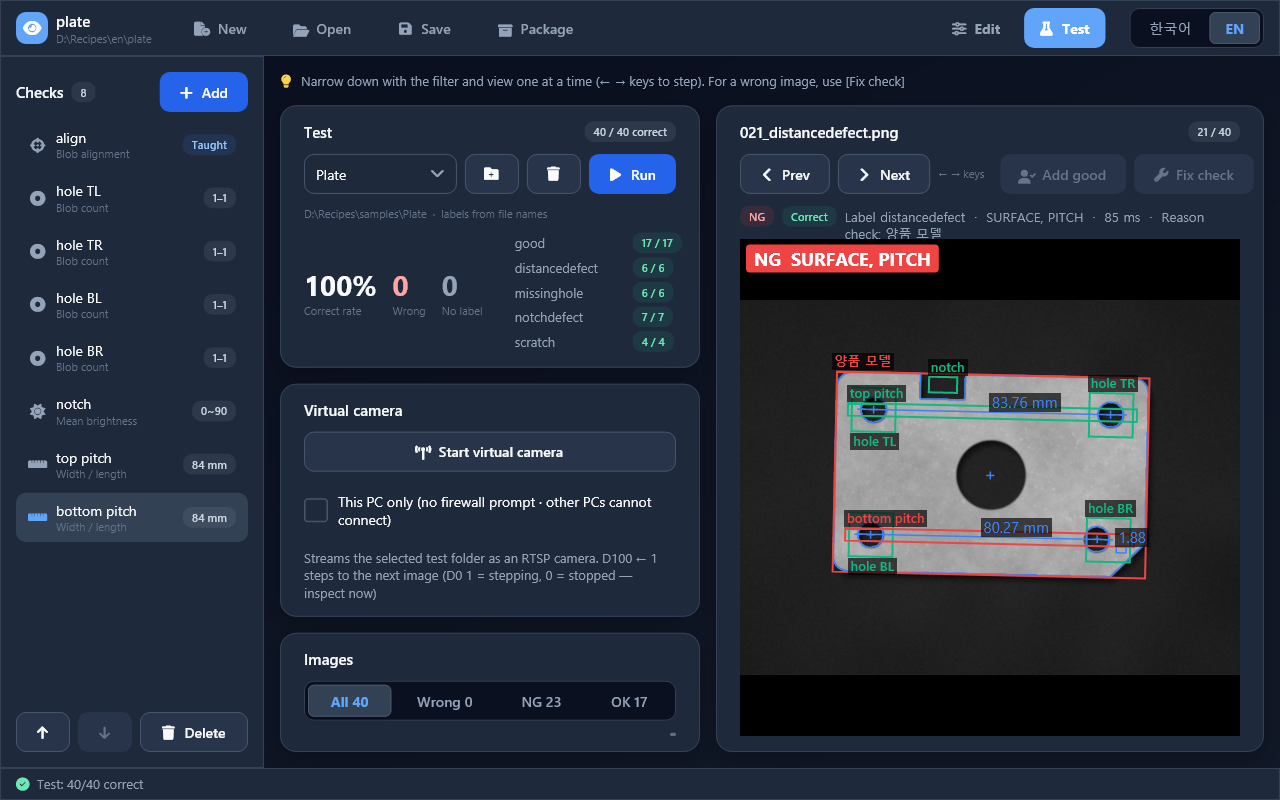 plate
D:\Recipes\en\plate
New
Open
Save
Package
Edit
Test
한국어
EN
Checks 8
Add
align
Blob alignment
Taught
hole TL
Blob count
1–1
hole TR
Blob count
1–1
hole BL
Blob count
1–1
hole BR
Blob count
1–1
notch
Mean brightness
0~90
top pitch
Width / length
84 mm
bottom pitch
Width / length
84 mm
Delete
Narrow down with the filter and view one at a time (← → keys to step). For a wrong image, use [Fix check]
Test
40 / 40 correct
Plate
Run
D:\Recipes\samples\Plate · labels from file names
100%
Correct rate
0
Wrong
0
No label
good 17 / 17
distancedefect 6 / 6
missinghole 6 / 6
notchdefect 7 / 7
scratch 4 / 4
Virtual camera
Start virtual camera
This PC only (no firewall prompt · other PCs cannot
connect)
Streams the selected test folder as an RTSP camera. D100 ← 1
steps to the next image (D0 1 = stepping, 0 = stopped —
inspect now)
Images
All 40
Wrong 0
NG 23
OK 17
021_distancedefect.png
21 / 40
Prev
Next
←→ keys
Add good
Fix check
NG
Correct
Label distancedefect · SURFACE, PITCH · 85 ms · Reason
check: 양품 모델
NG SURFACE, PITCH
양품 모델
notch
hole TR
top pitch
83.76 mm
hole TL
hole BR
bottom pitch
80.27 mm
1.88
hole BL
Test: 40/40 correct